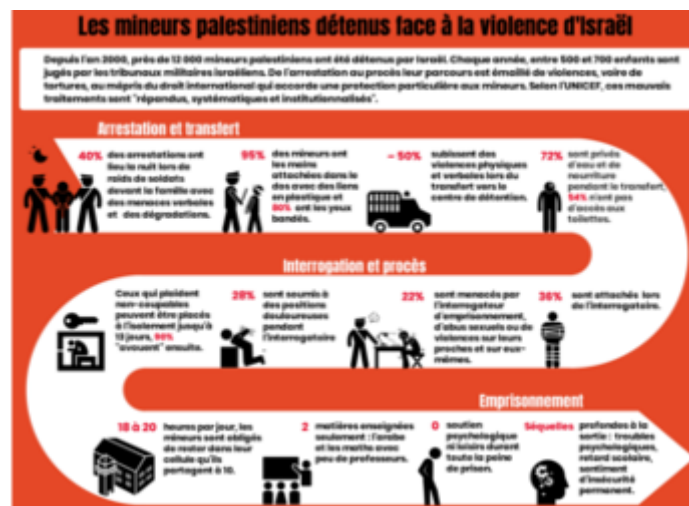 Les mineurs palestiniens détenus face à la violence d'Israël
Depuis l'an 2000, près de 12 000 mineurs palestiniens ont été détenus par Israël. Chaque année, entre 500 et 700 enfants sont
jugés par les tribunaux militaires israéliens. De l'arrestation au procès leur parcours est émaillé de violences, voire de
tortures, au mépris du droit international qui accorde une protection particulière aux mineurs. Selon l'UNICEF, ces mauvais
traitements sont "répandus, systématiques et institutionnalisés".
Arrestation et transfert
40% des arrestations ont
lieu la nuit lors de
raids de soldats
devant la famille avec
des menaces verbales
et des dégradations.
95% des mineurs ont
les mains
attachées dans le
dos avec des liens
en plastique et
80% ont les yeux
bandés.
~ 50% subissent des
violences physiques
et verbales lors du
transfert vers le
centre de détention.
72% sont privés
d'eau et de
nourriture
pendant le transfert,
54% n'ont pas
d'accès aux
toilettes.
Interrogation et procès
Ceux qui plaident
non-coupables
peuvent être placés
à l'isolement jusqu'à
13 jours, 90%
"avouent" ensuite.
28% sont soumis à
des positions
douloureuses
pendant
l'interrogatoire
22% sont menacés par
l'interrogateur
d'emprisonnement,
d'abus sexuels ou de
violences sur leurs
proches et sur eux-
mêmes.
36% sont attachés lors
de l'interrogatoire.
Emprisonnement
18 à 20 heures par jour, les
mineurs sont obligés
de rester dans leur
cellule qu'ils
partagent à 10.
2 matières enseignées
seulement : l'arabe
et les maths avec
peu de professeurs.
0 soutien
psychologique
ni loisirs durant
toute la peine
de prison.
Séquelles profondes à la
sortie : troubles
psychologiques,
retard scolaire,
sentiment
d'insécurité
permanent.